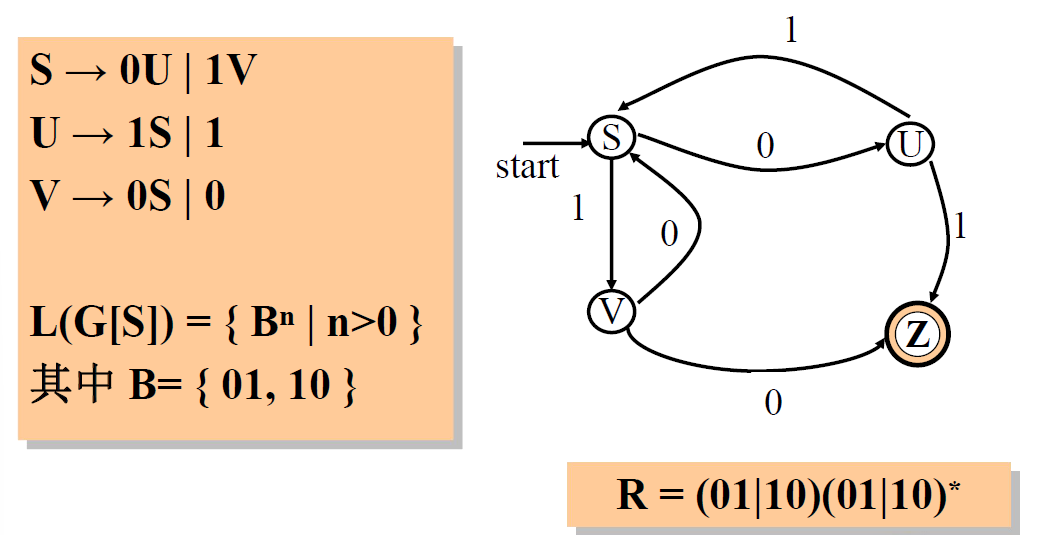 S → 0U | 1V
U → 1S | 1
V → 0S | 0
L(G[S]) = { Bⁿ | n>0 }
其中 B= { 01, 10 }
1
S
0
U
start
1
0
1
V
Z
0
R = (01|10)(01|10)*